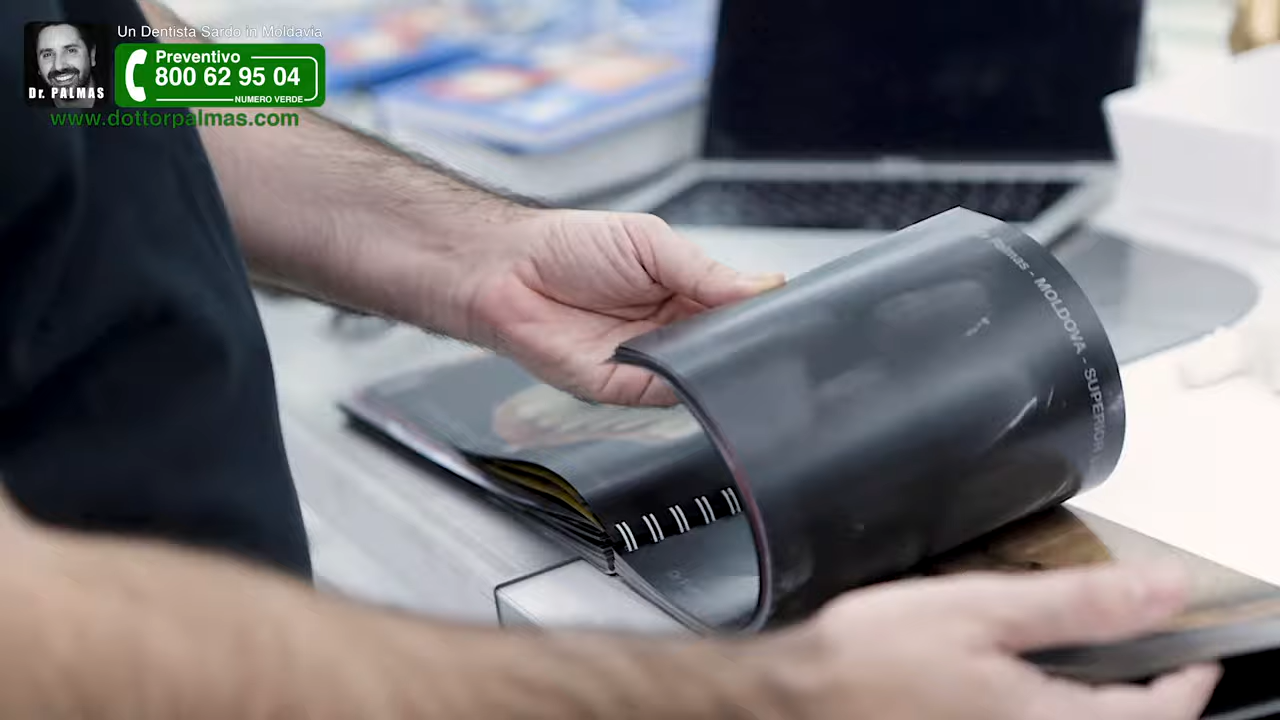 Un Dentista Sardo in Moldavia
Preventivo
800 62 95 04
NUMERO VERDE
Dr. PALMAS
www.dottorpalmas.com
- MOLDOVA - SUPERIOR